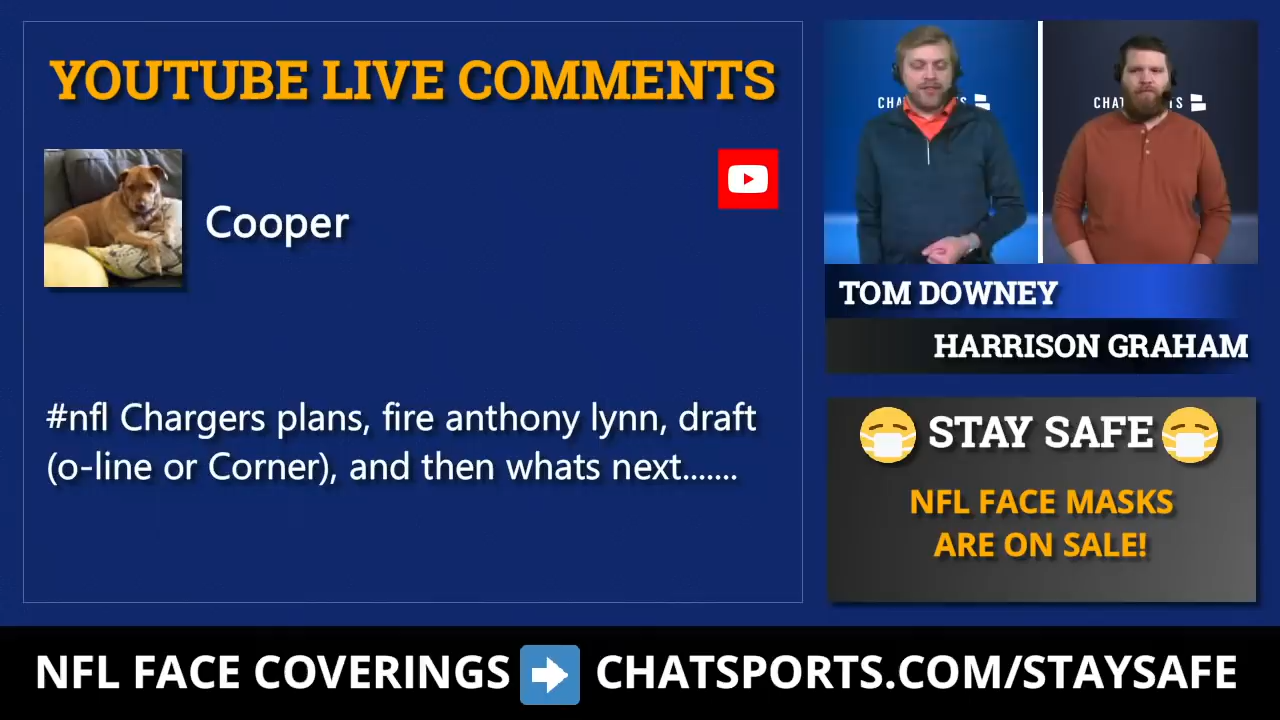 YOUTUBE LIVE COMMENTS
Cooper
#nfl Chargers plans, fire anthony lynn, draft
(o-line or Corner), and then whats next.......
TOM DOWNEY
HARRISON GRAHAM
STAY SAFE
NFL FACE MASKS
ARE ON SALE!
NFL FACE COVERINGS CHATSPORTS.COM/STAYSAFE